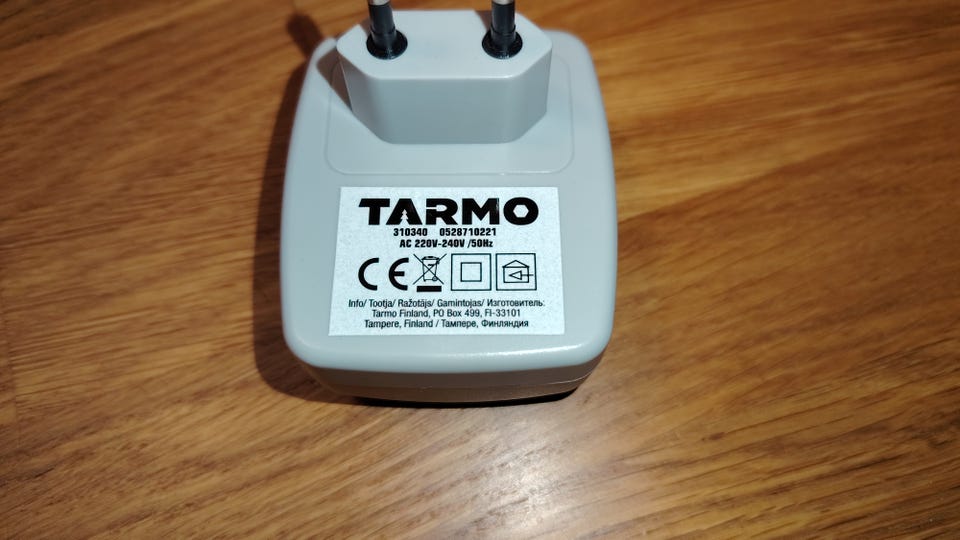 TARMO
310340 0528710221
AC 220V-240V /50Hz
CE
Info/ Tootja/ Ražotājs/ Gamintojas/ Изготовитель:
Tarmo Finland, PO Box 499, FI-33101
Tampere, Finland / Тампере, Финляндия